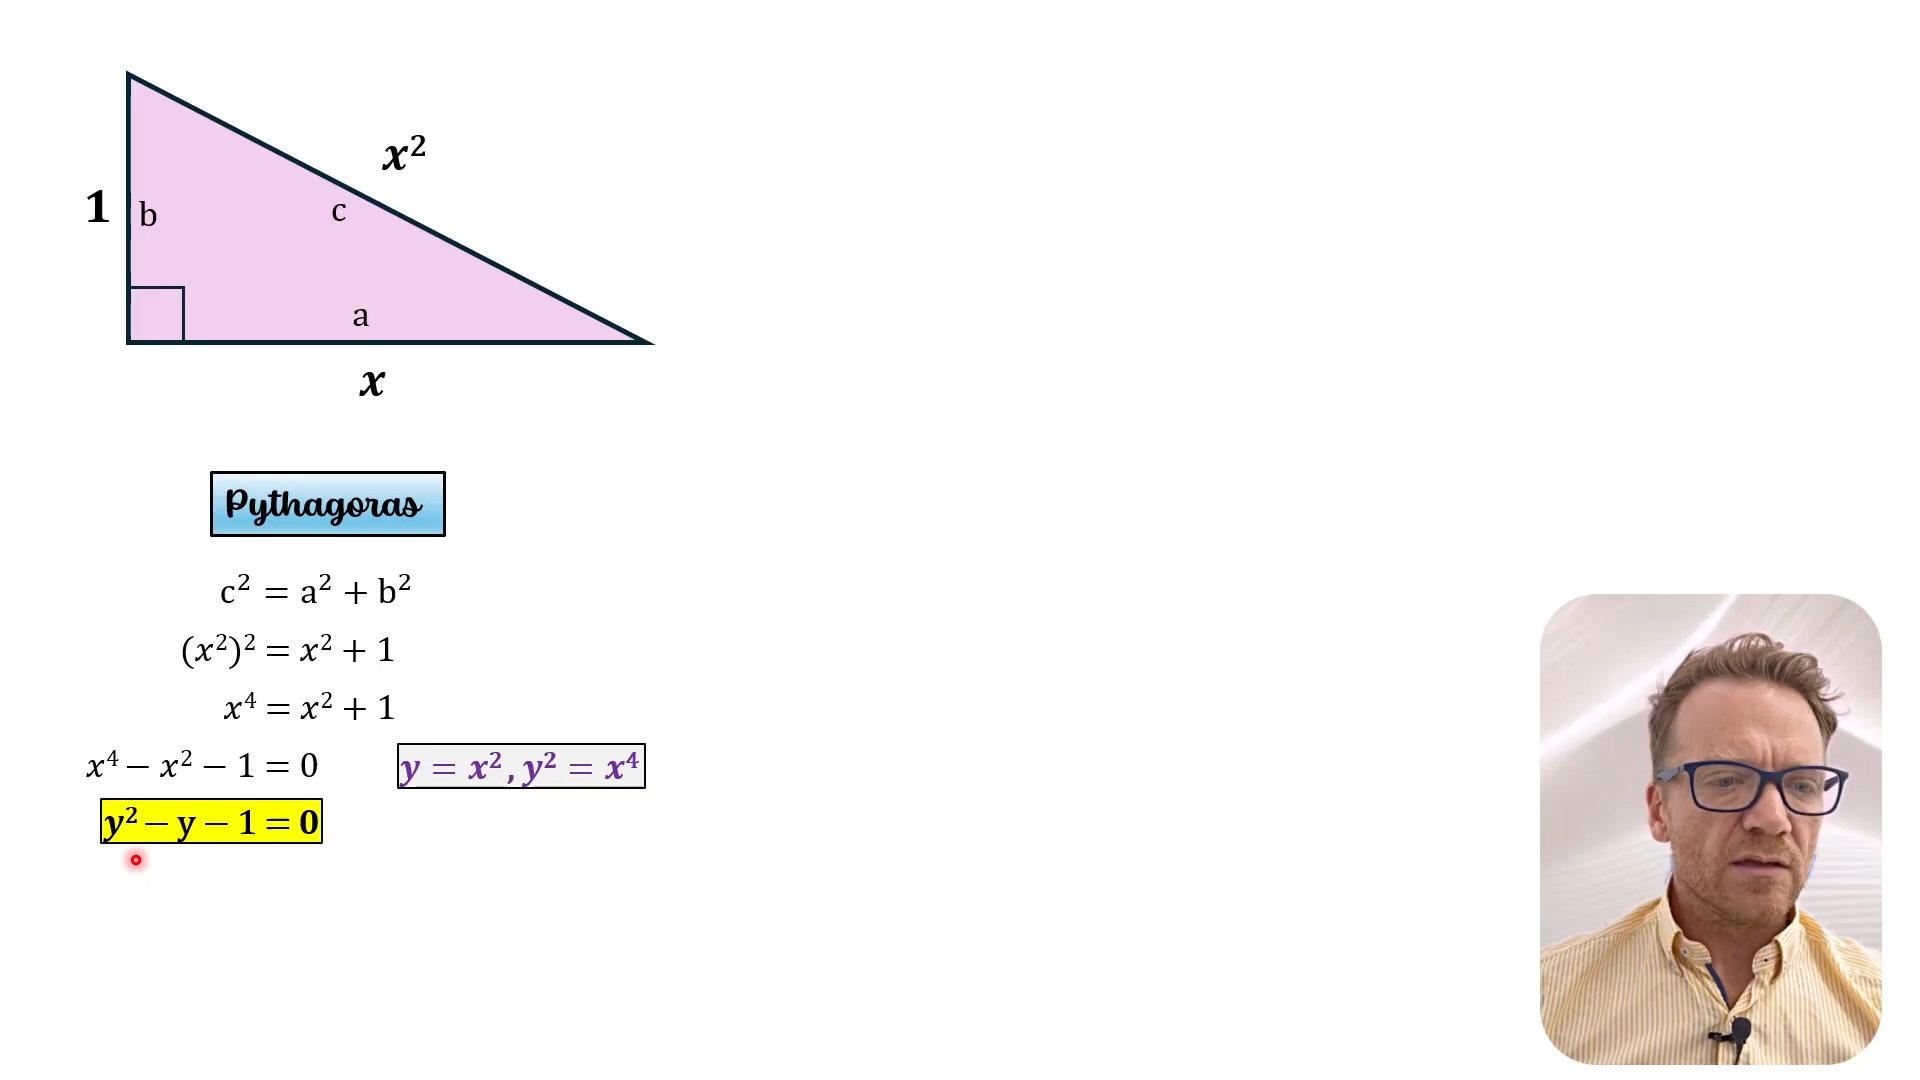 x²
1
b
c
a
x
Pythagoras
c² = a² + b²
(x²)² = x² + 1
x⁴ = x² + 1
x⁴ − x² − 1 = 0
y = x², y² = x⁴
y² − y − 1 = 0